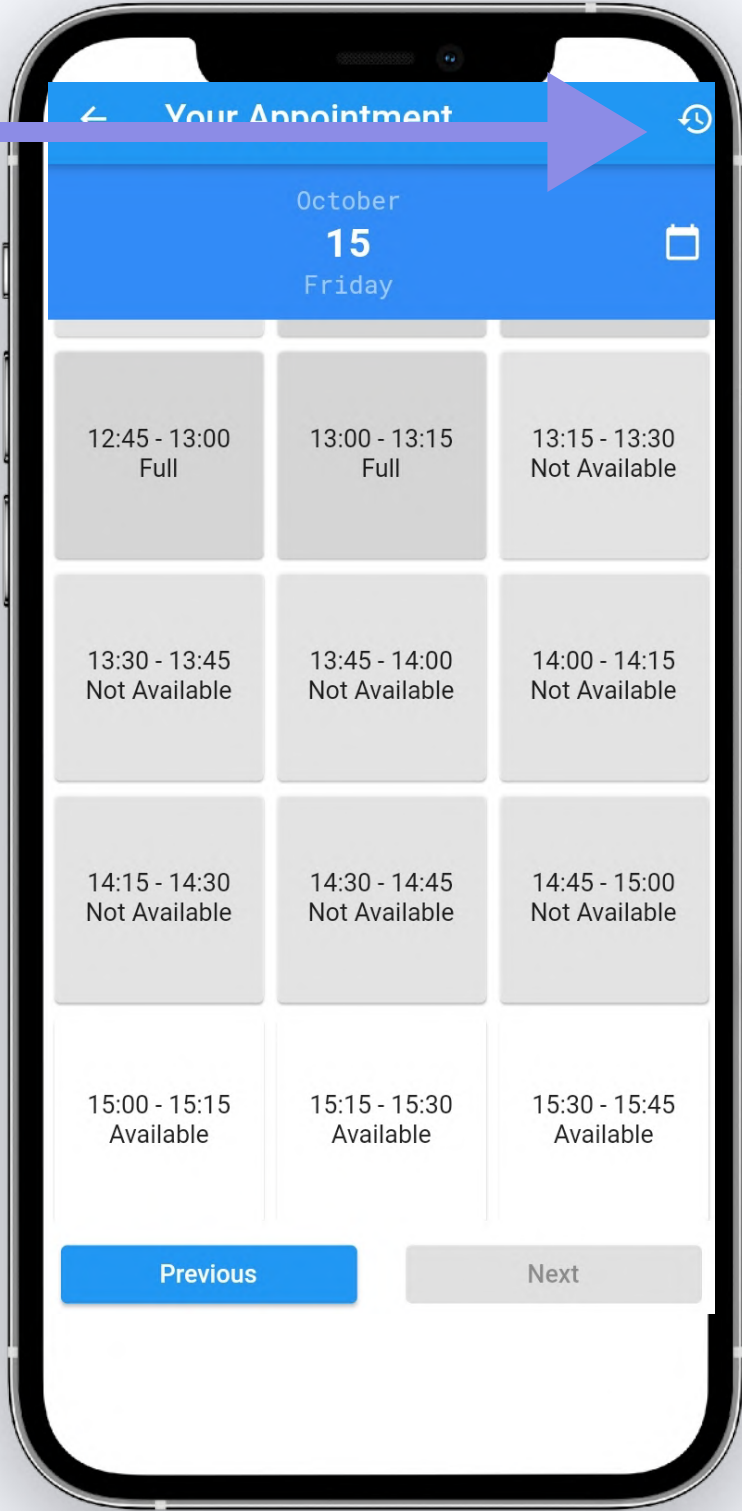 Your Appointment
October
15
Friday
12:45 - 13:00
Full
13:00 - 13:15
Full
13:15 - 13:30
Not Available
13:30 - 13:45
Not Available
13:45 - 14:00
Not Available
14:00 - 14:15
Not Available
14:15 - 14:30
Not Available
14:30 - 14:45
Not Available
14:45 - 15:00
Not Available
15:00 - 15:15
Available
15:15 - 15:30
Available
15:30 - 15:45
Available
Previous
Next